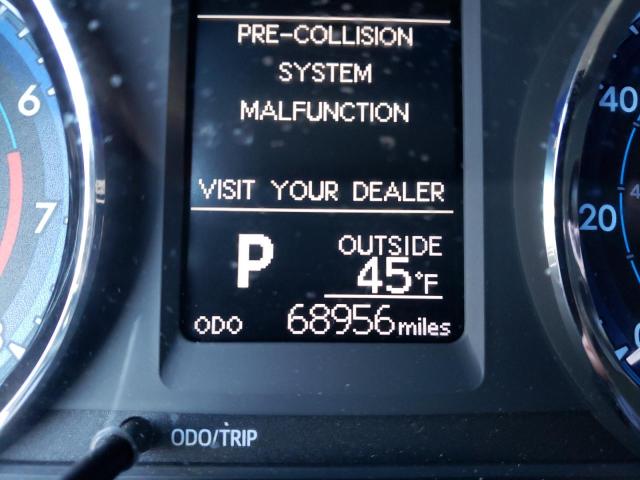 PRE-COLLISION
SYSTEM
MALFUNCTION
VISIT YOUR DEALER
P
OUTSIDE
45°F
ODO 68956 miles
ODO/TRIP
6
7
40
20